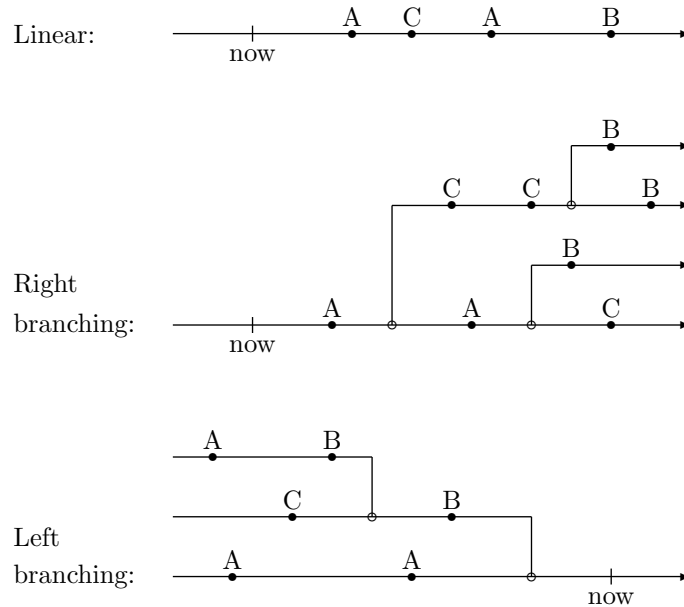 Linear:
A C A B
now
B
C C B
B
Right
branching:
A A C
now
A B
C B
Left
branching:
A A
now